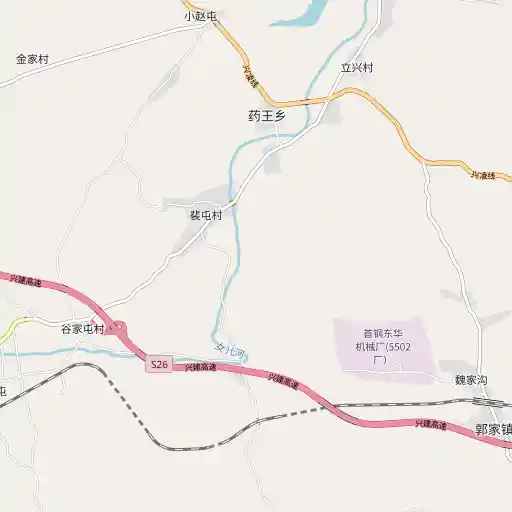 小赵屯
金家村
立兴村
兴凌线
药王乡
兴凌线
裴屯村
兴建高速
谷家屯村
首钢东华
机械厂(5502
厂)
女儿河
S26
兴建高速
兴建高速
魏家沟
屯
兴建高速
郭家镇